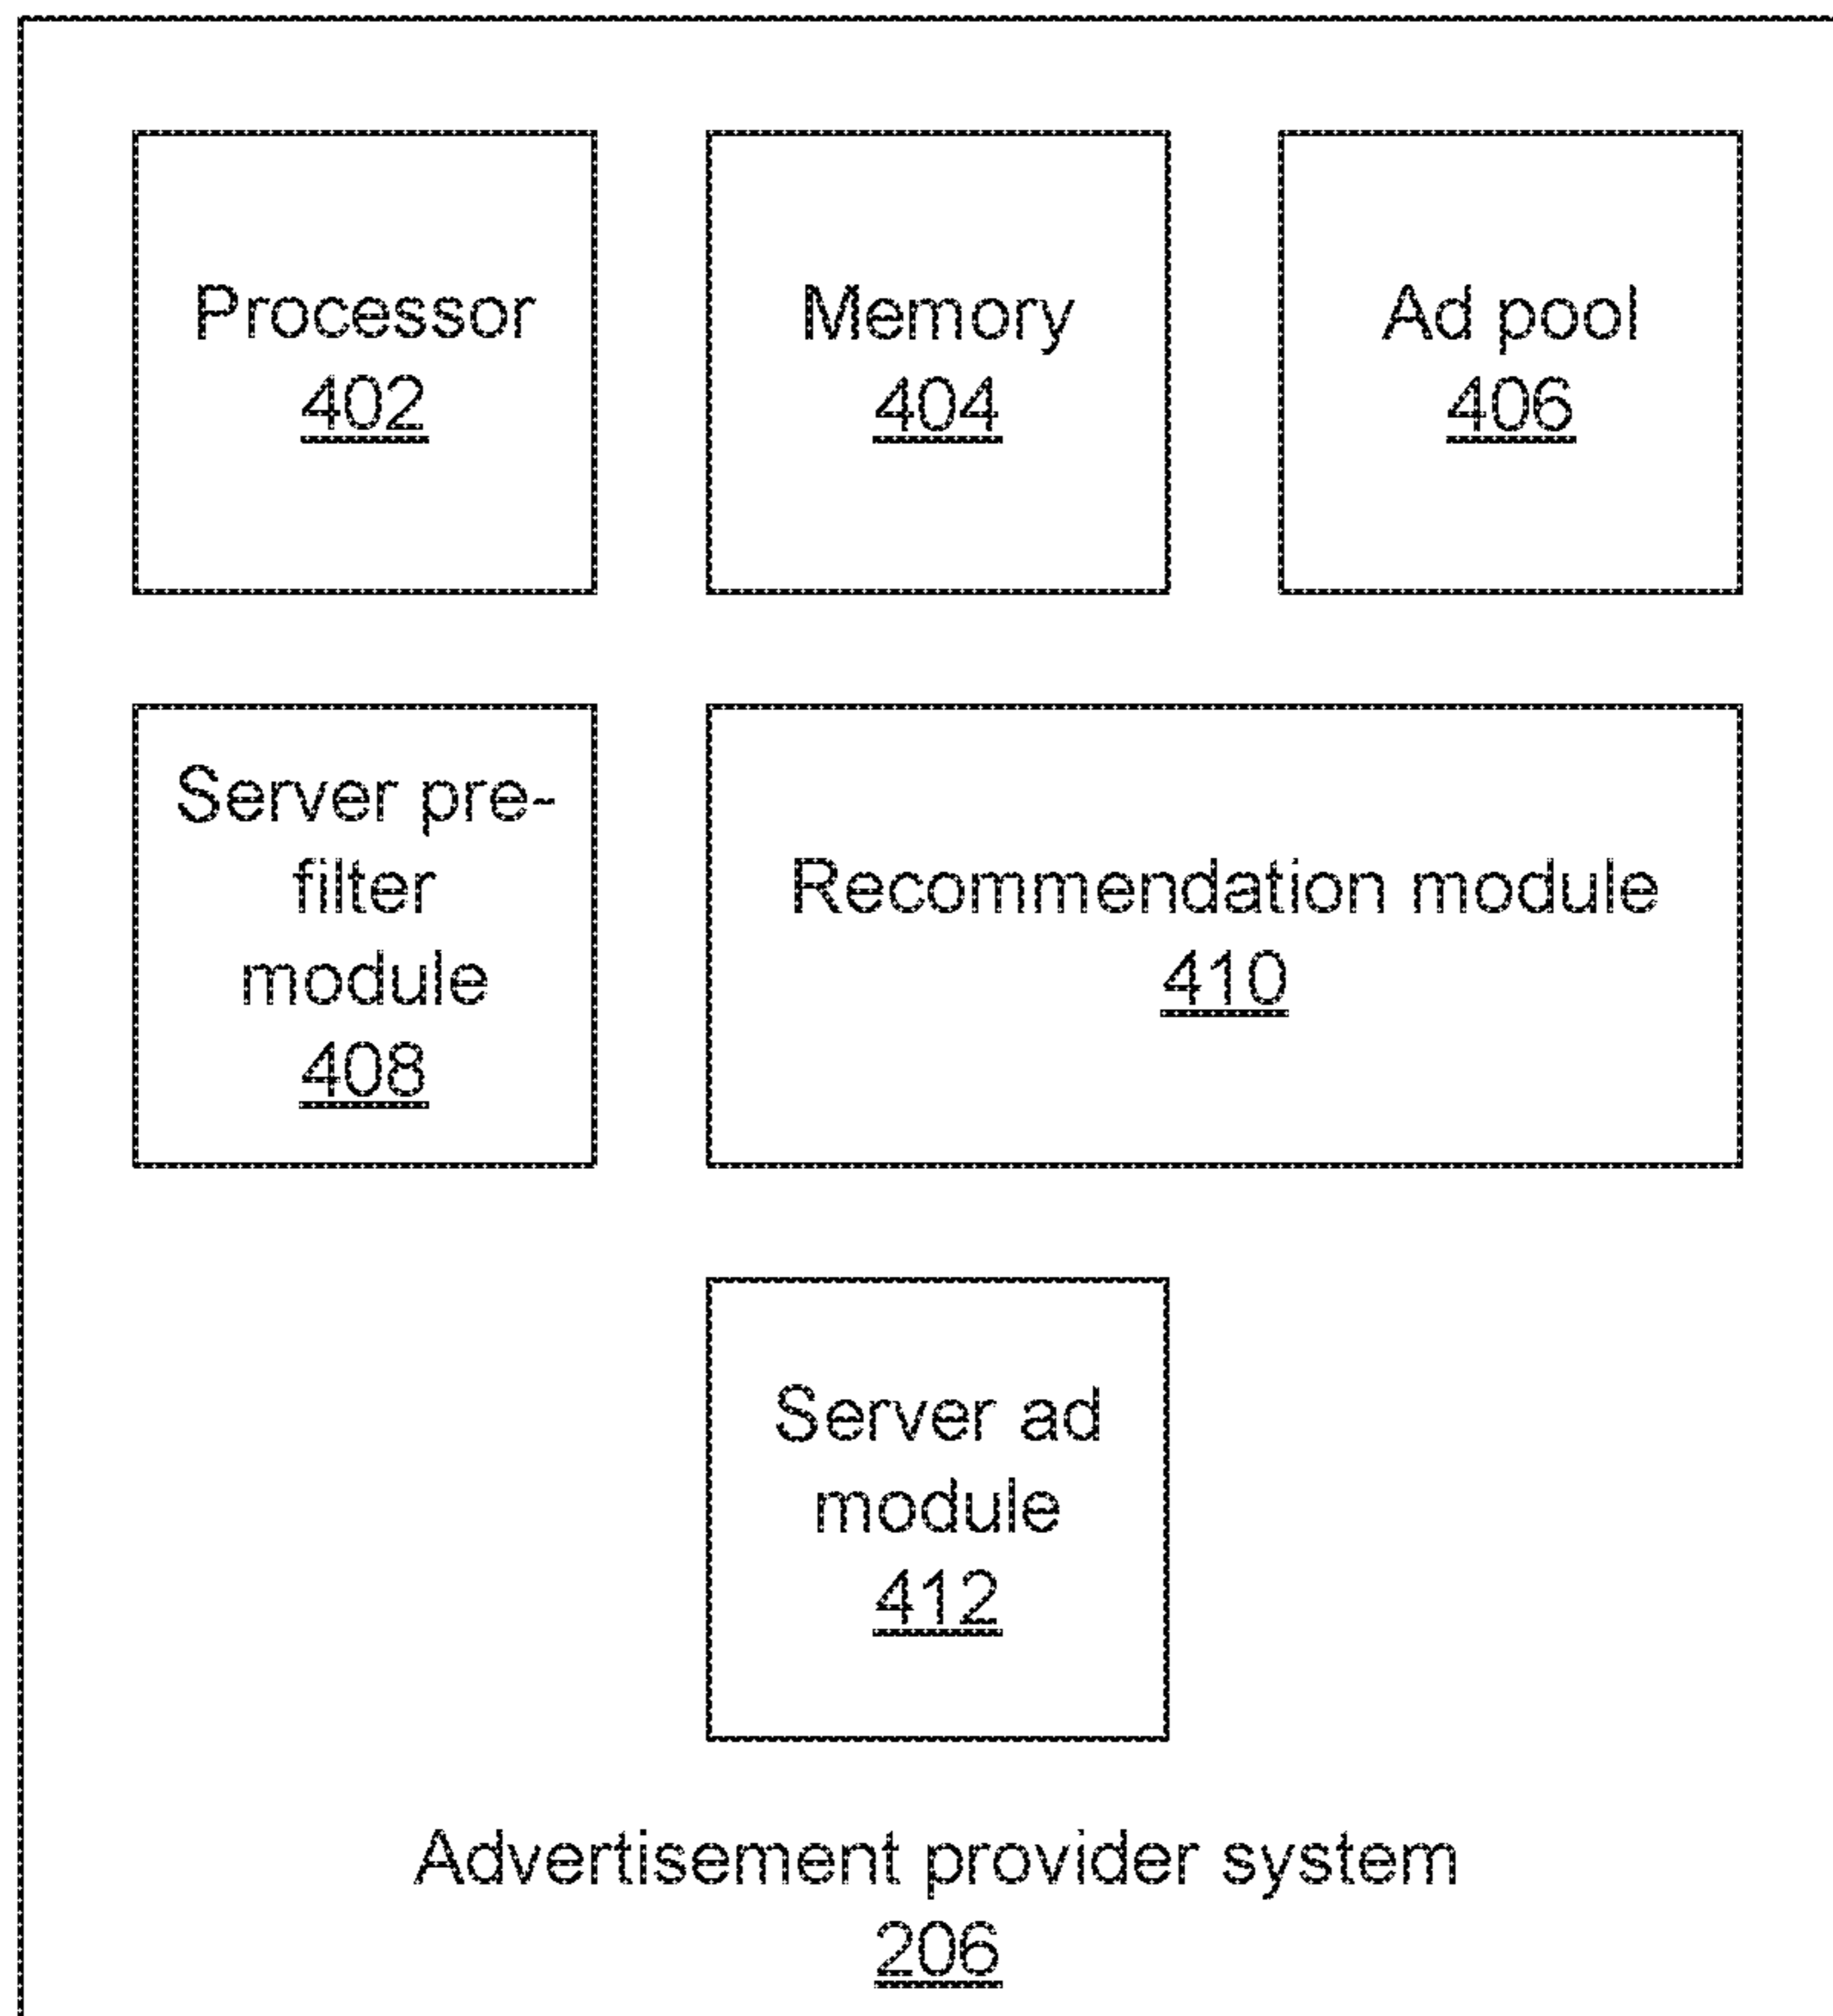 Processor
402
Memory
404
Ad pool
406
Server pre-
filter
module
408
Recommendation module
410
Server ad
module
412
Advertisement provider system
206